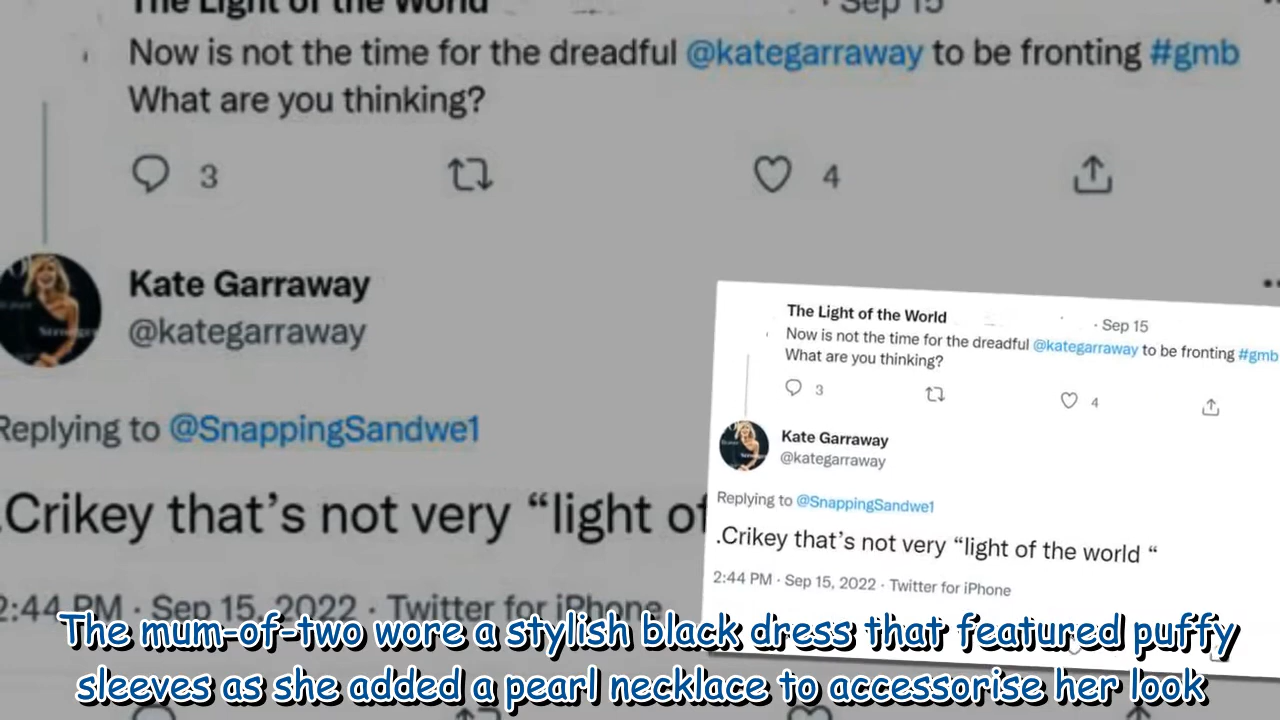 The Light of the World
· Sep 15
Now is not the time for the dreadful @kategarraway to be fronting #gmb
What are you thinking?
3
4
Kate Garraway
@kategarraway
Replying to @SnappingSandwe1
.Crikey that’s not very “light of
2:44 PM · Sep 15, 2022 · Twitter for iPhone
The Light of the World
· Sep 15
Now is not the time for the dreadful @kategarraway to be fronting #gmb
What are you thinking?
3
4
Kate Garraway
@kategarraway
Replying to @SnappingSandwe1
.Crikey that’s not very “light of the world “
2:44 PM · Sep 15, 2022 · Twitter for iPhone
The mum-of-two wore a stylish black dress that featured puffy
sleeves as she added a pearl necklace to accessorise her look